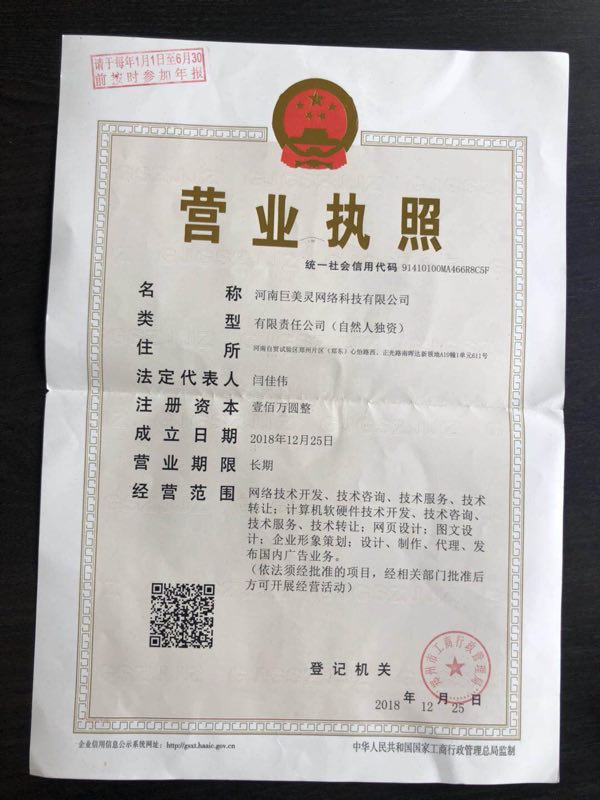 请于每年1月1日至6月30
前按时参加年报
营业执照
统一社会信用代码 91410100MA466R8C5F
名称 河南巨美灵网络科技有限公司
类型 有限责任公司（自然人独资）
住所 河南自贸试验区郑州片区（郑东）心怡路西、正光路南晖达新领地A19幢1单元611号
法定代表人 闫佳伟
注册资本 壹佰万圆整
成立日期 2018年12月25日
营业期限 长期
经营范围 网络技术开发、技术咨询、技术服务、技术
转让；计算机软硬件技术开发、技术咨询、
技术服务、技术转让；网页设计；图文设
计；企业形象策划；设计、制作、代理、发
布国内广告业务。
（依法须经批准的项目，经相关部门批准后
方可开展经营活动）
郑州市工商行政管理局
登记机关
2018 年 12 月 25 日
企业信用信息公示系统网址：http://gsxt.haaic.gov.cn
中华人民共和国国家工商行政管理总局监制